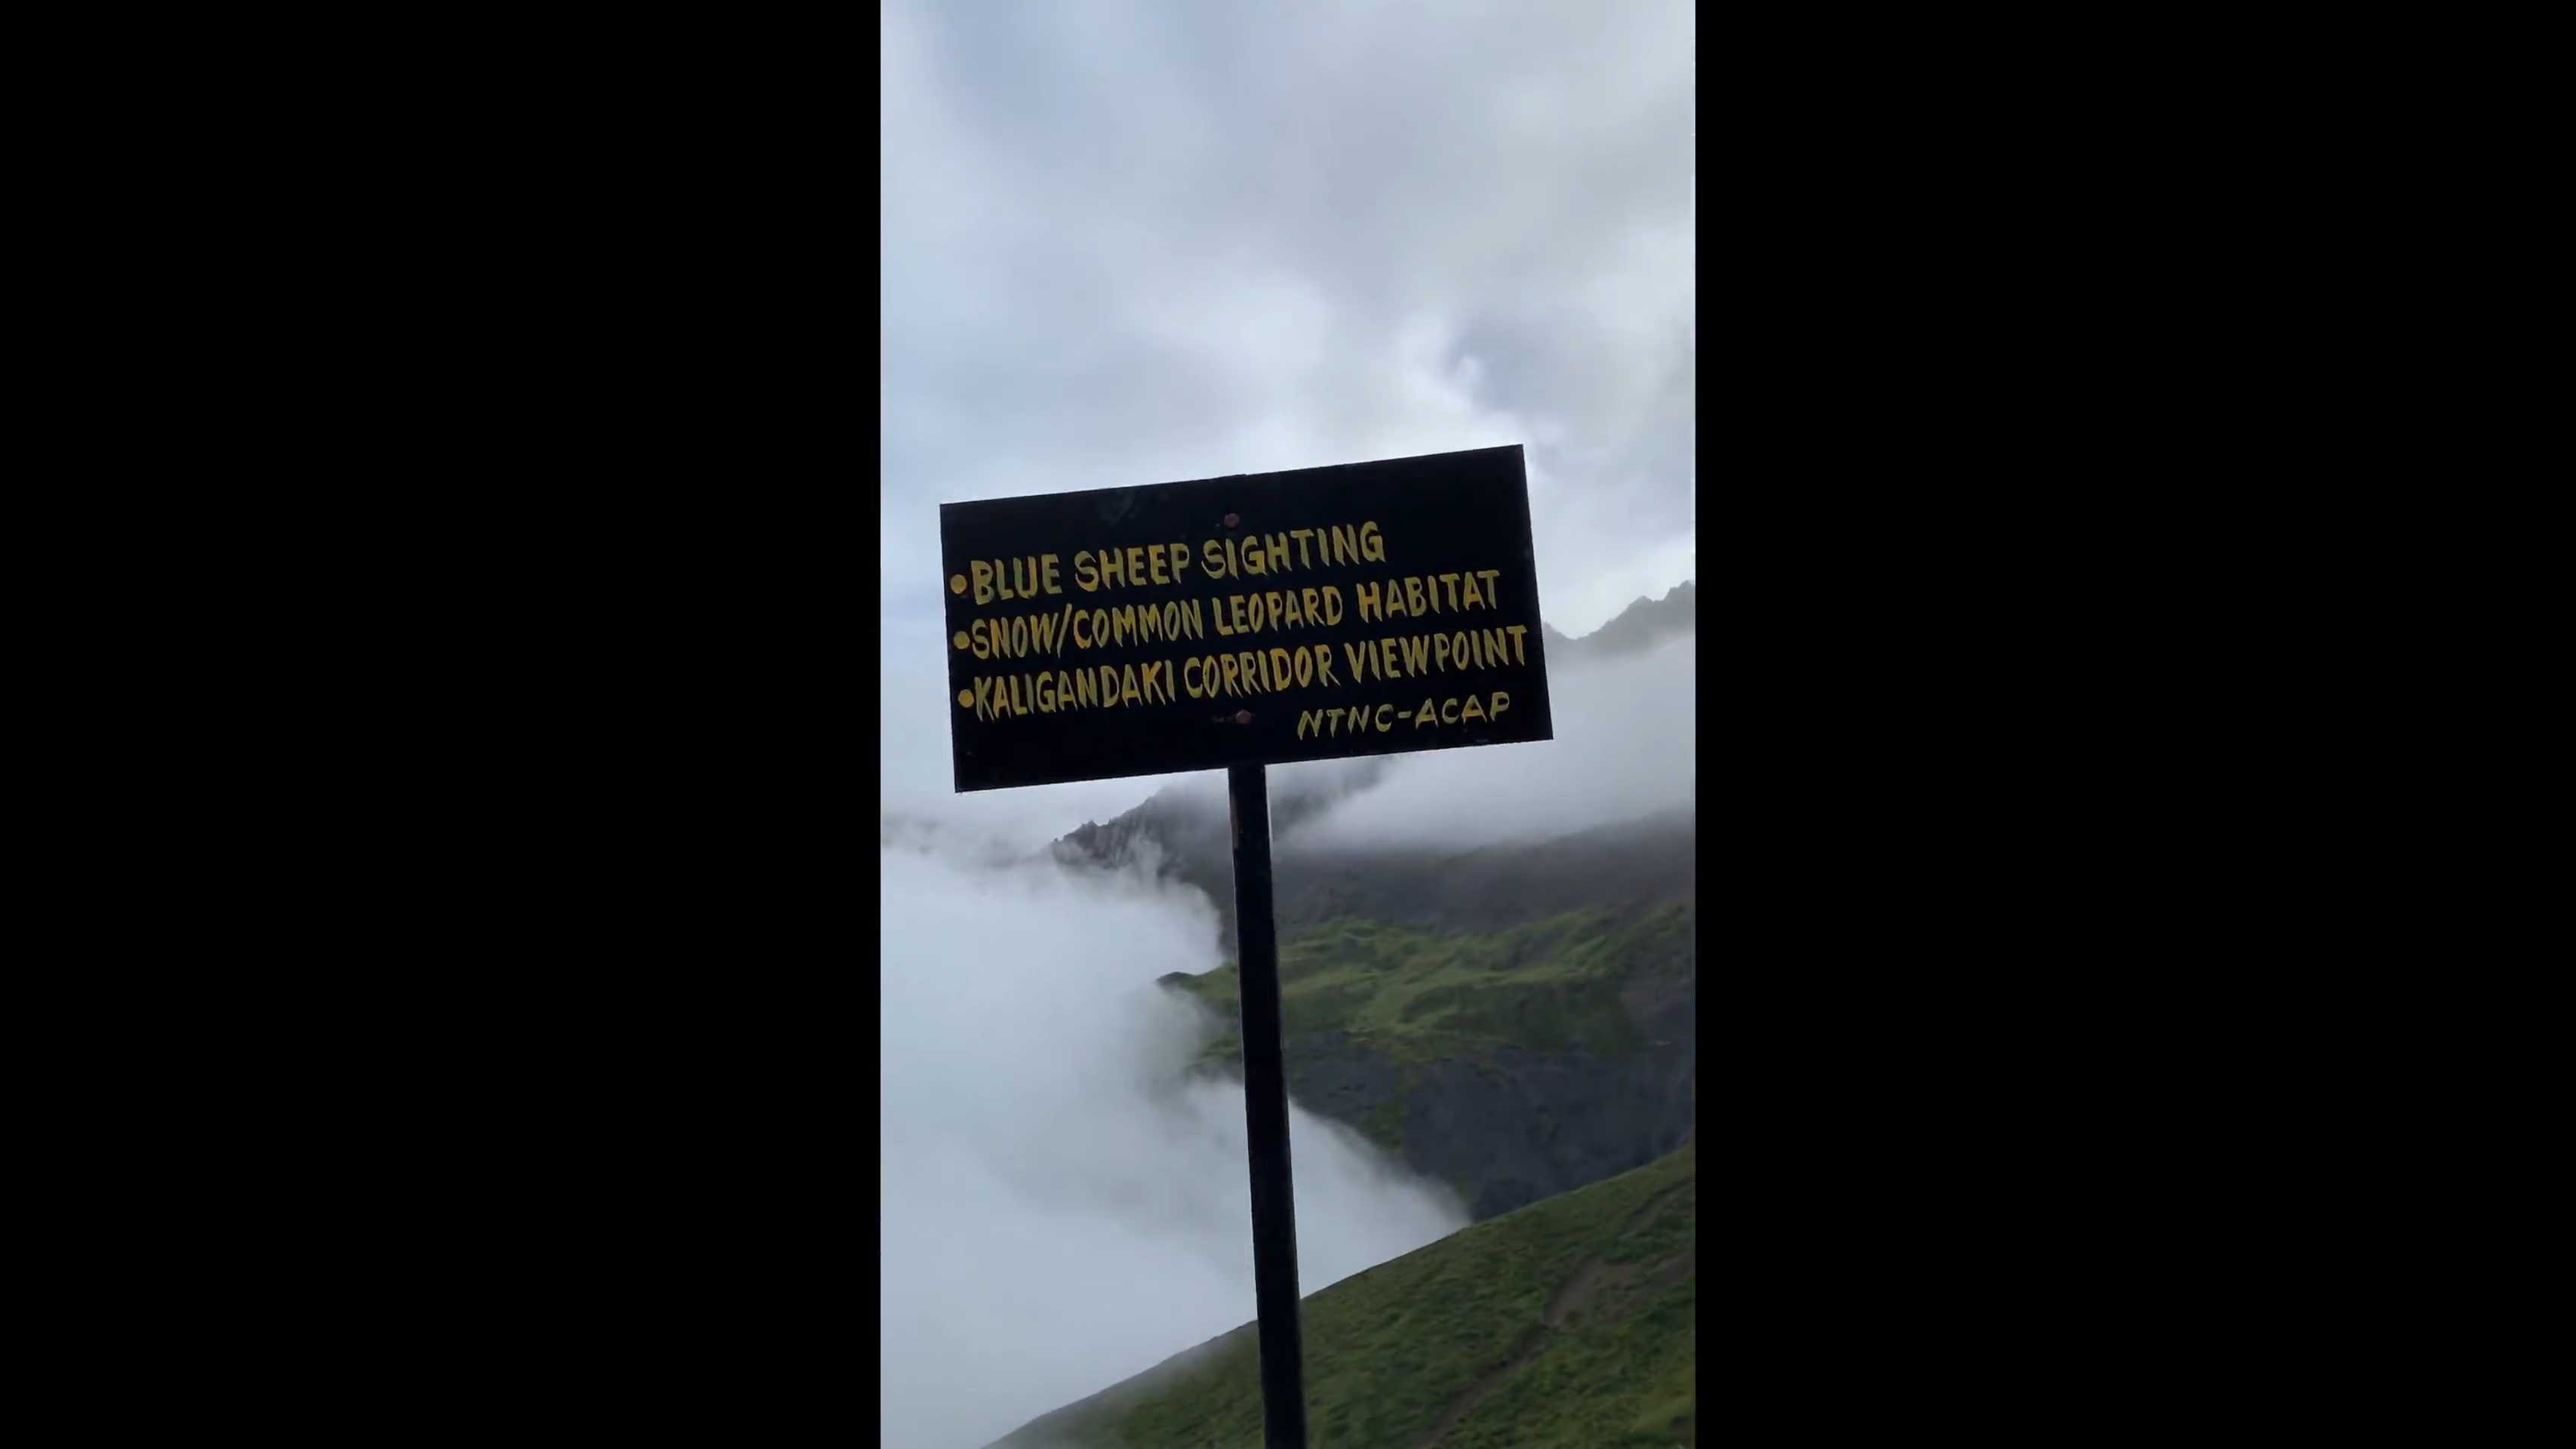 •BLUE SHEEP SIGHTING
•SNOW/COMMON LEOPARD HABITAT
•KALIGANDAKI CORRIDOR VIEWPOINT
NTNC-ACAP